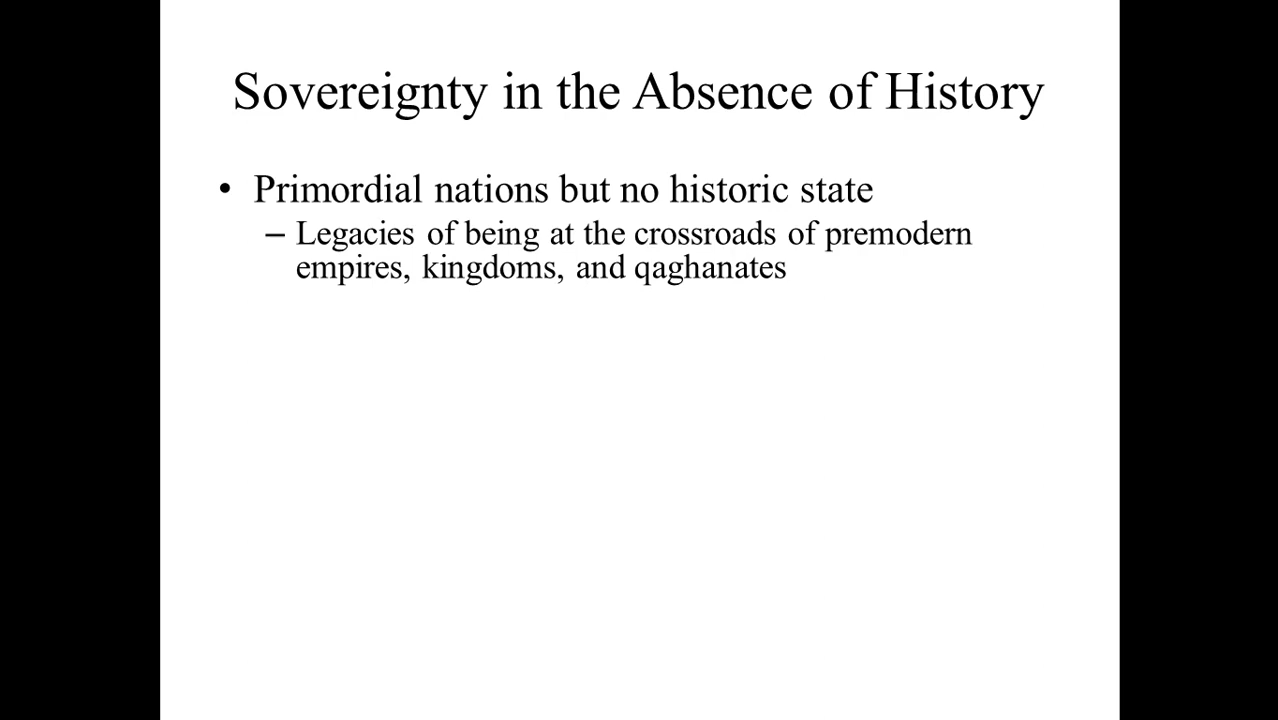 Sovereignty in the Absence of History
• Primordial nations but no historic state
– Legacies of being at the crossroads of premodern
empires, kingdoms, and qaghanates